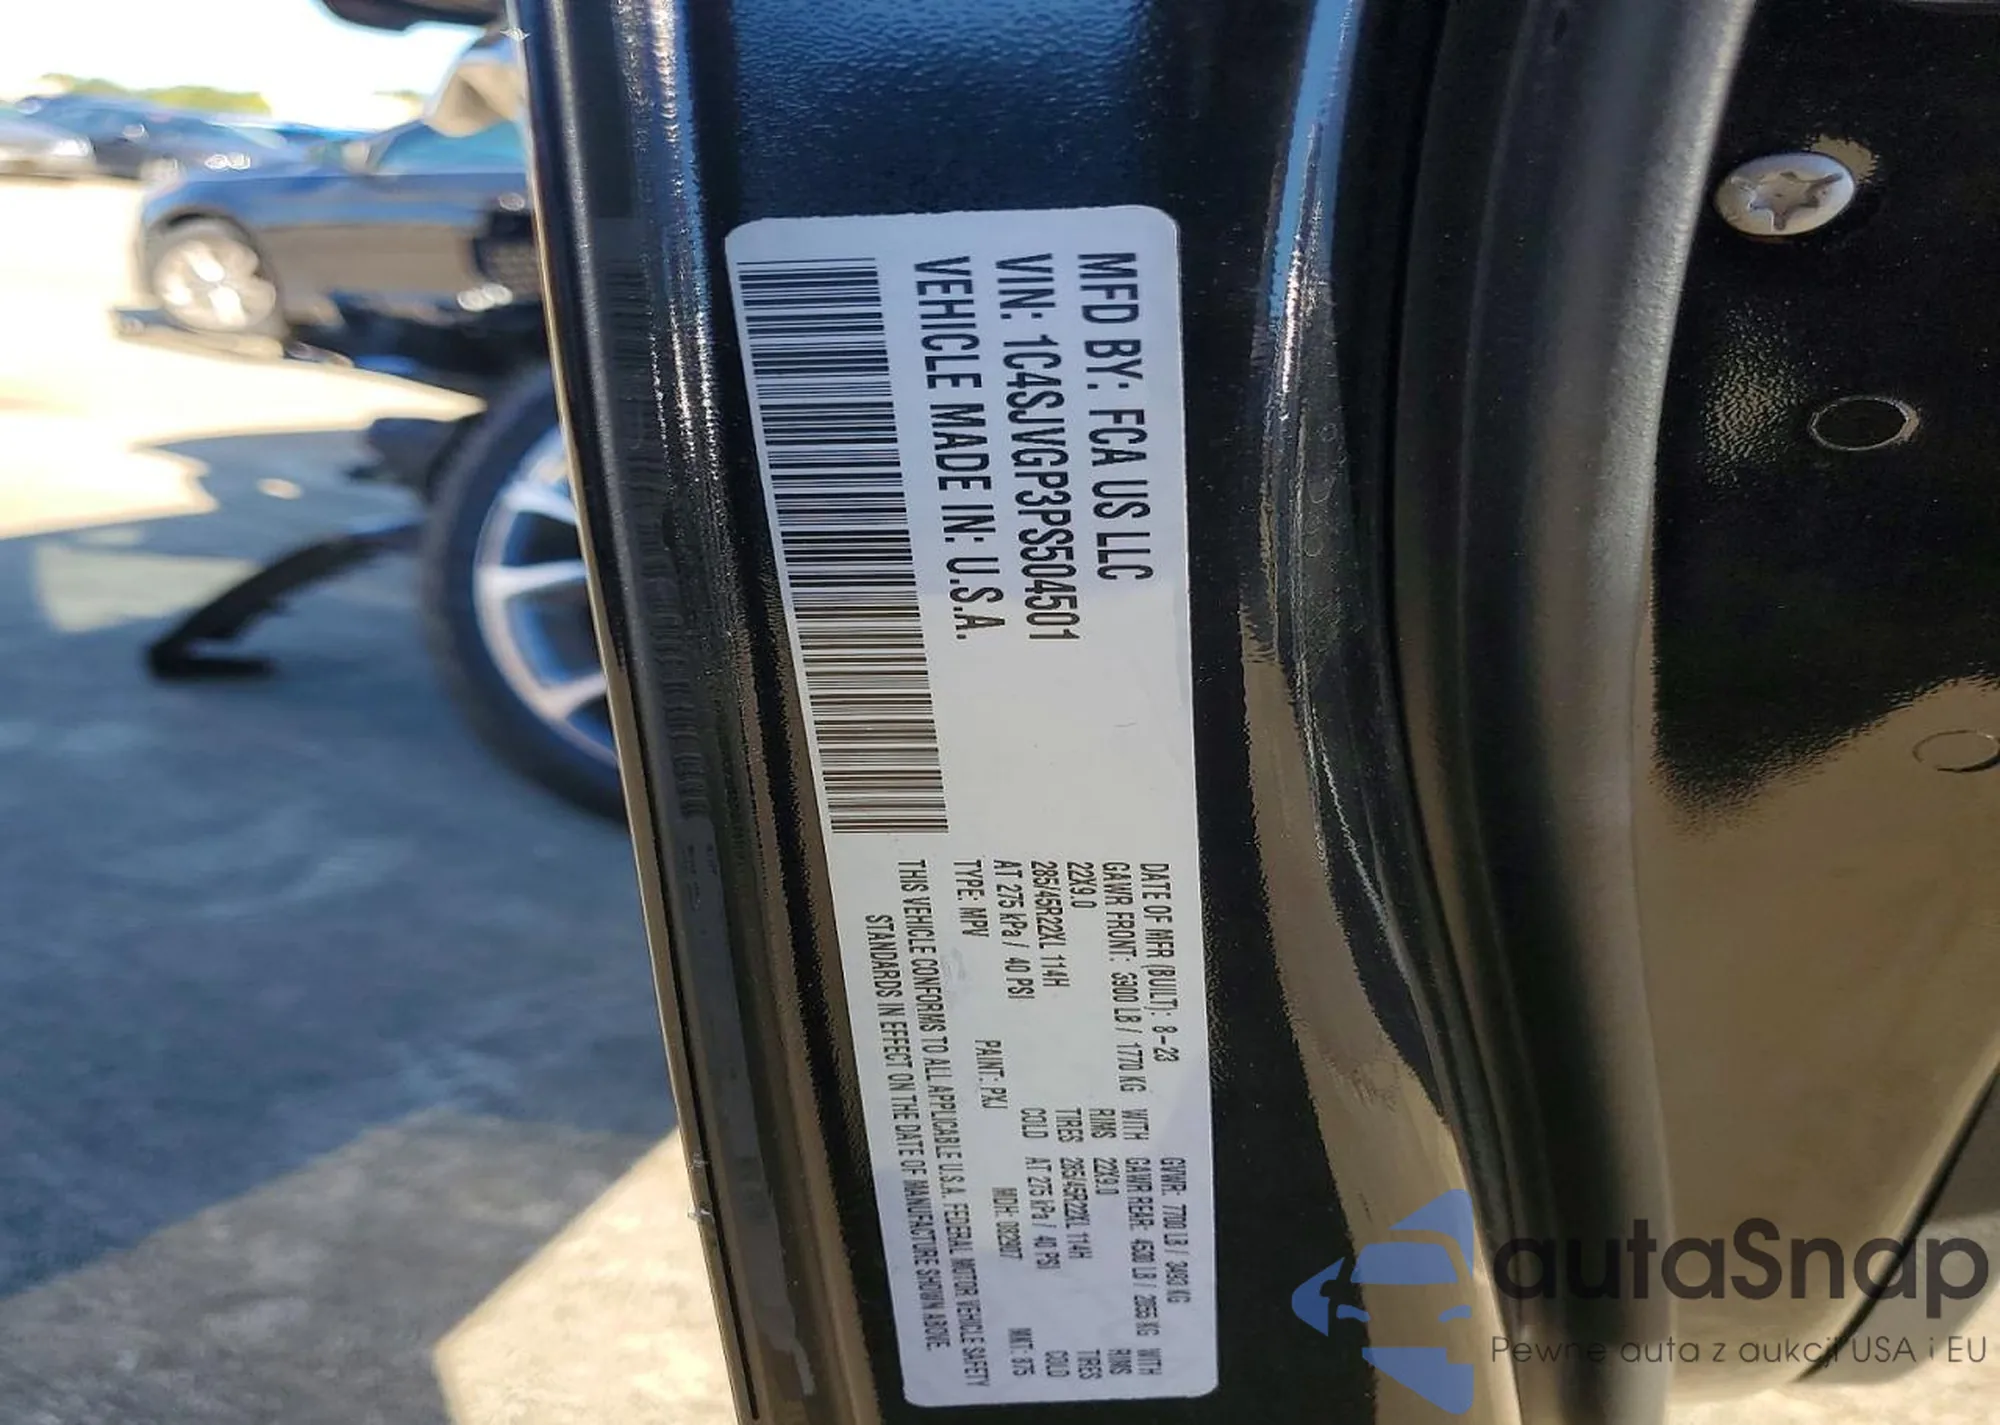 MFD BY: FCA US LLC
VIN: 1C4SJVGP3PS504501
VEHICLE MADE IN: U.S.A.
DATE OF MFR (BUILT): 8-23
GVWR: 7700 LB / 3493 KG
GAWR FRONT: 3900 LB / 1770 KG WITH
GAWR REAR: 4530 LB / 2055 KG WITH
22X9.0 RIMS
22X9.0 RIMS
285/45R22XL 114H TIRES
285/45R22XL 114H TIRES
AT 275 kPa / 40 PSI COLD
AT 275 kPa / 40 PSI COLD
TYPE: MPV PAINT: PXJ MDH: 082907 MKT: 875
THIS VEHICLE CONFORMS TO ALL APPLICABLE U.S.A. FEDERAL MOTOR VEHICLE SAFETY
STANDARDS IN EFFECT ON THE DATE OF MANUFACTURE SHOWN ABOVE.
autaSnap
Pewne auta z aukcji USA i EU